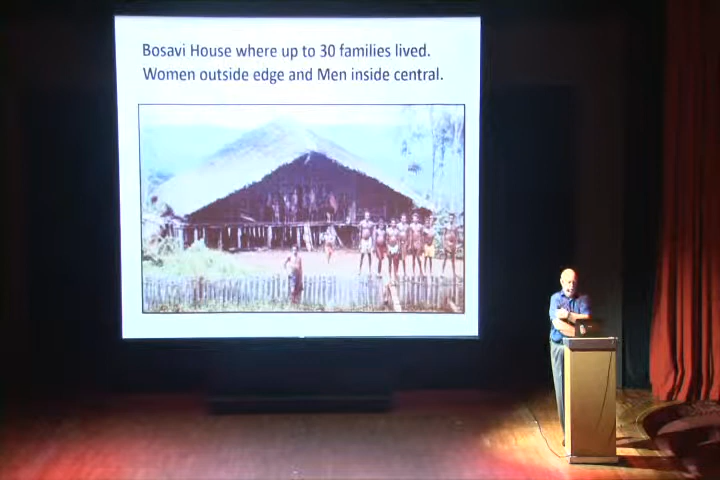 Bosavi House where up to 30 families lived.
Women outside edge and Men inside central.